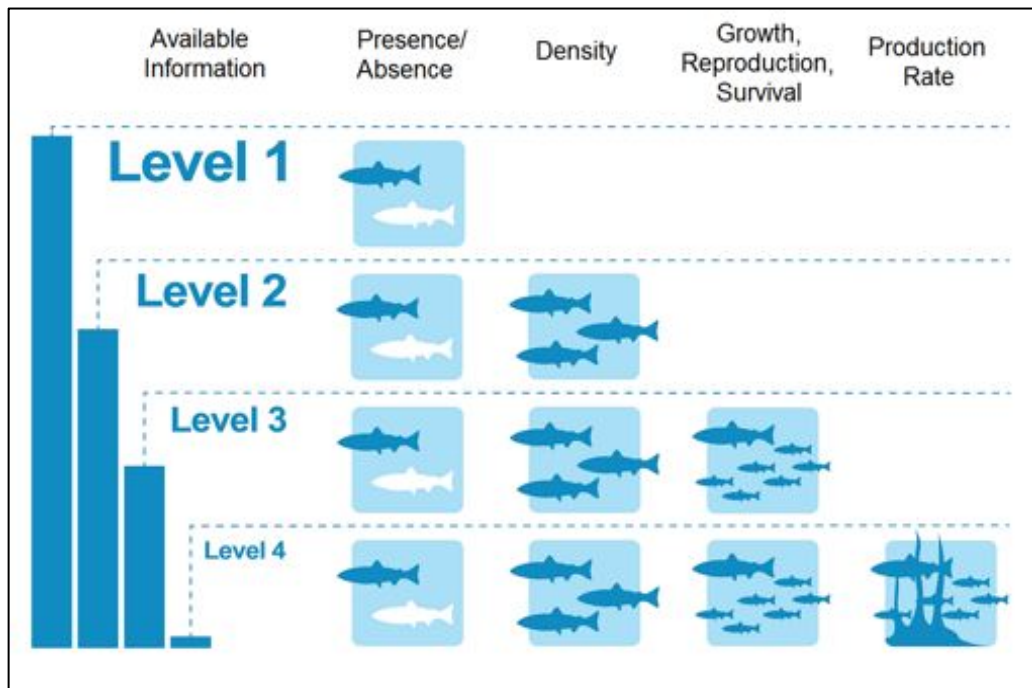 Available
Information
Presence/
Absence
Density
Growth,
Reproduction,
Survival
Production
Rate
Level 1
Level 2
Level 3
Level 4